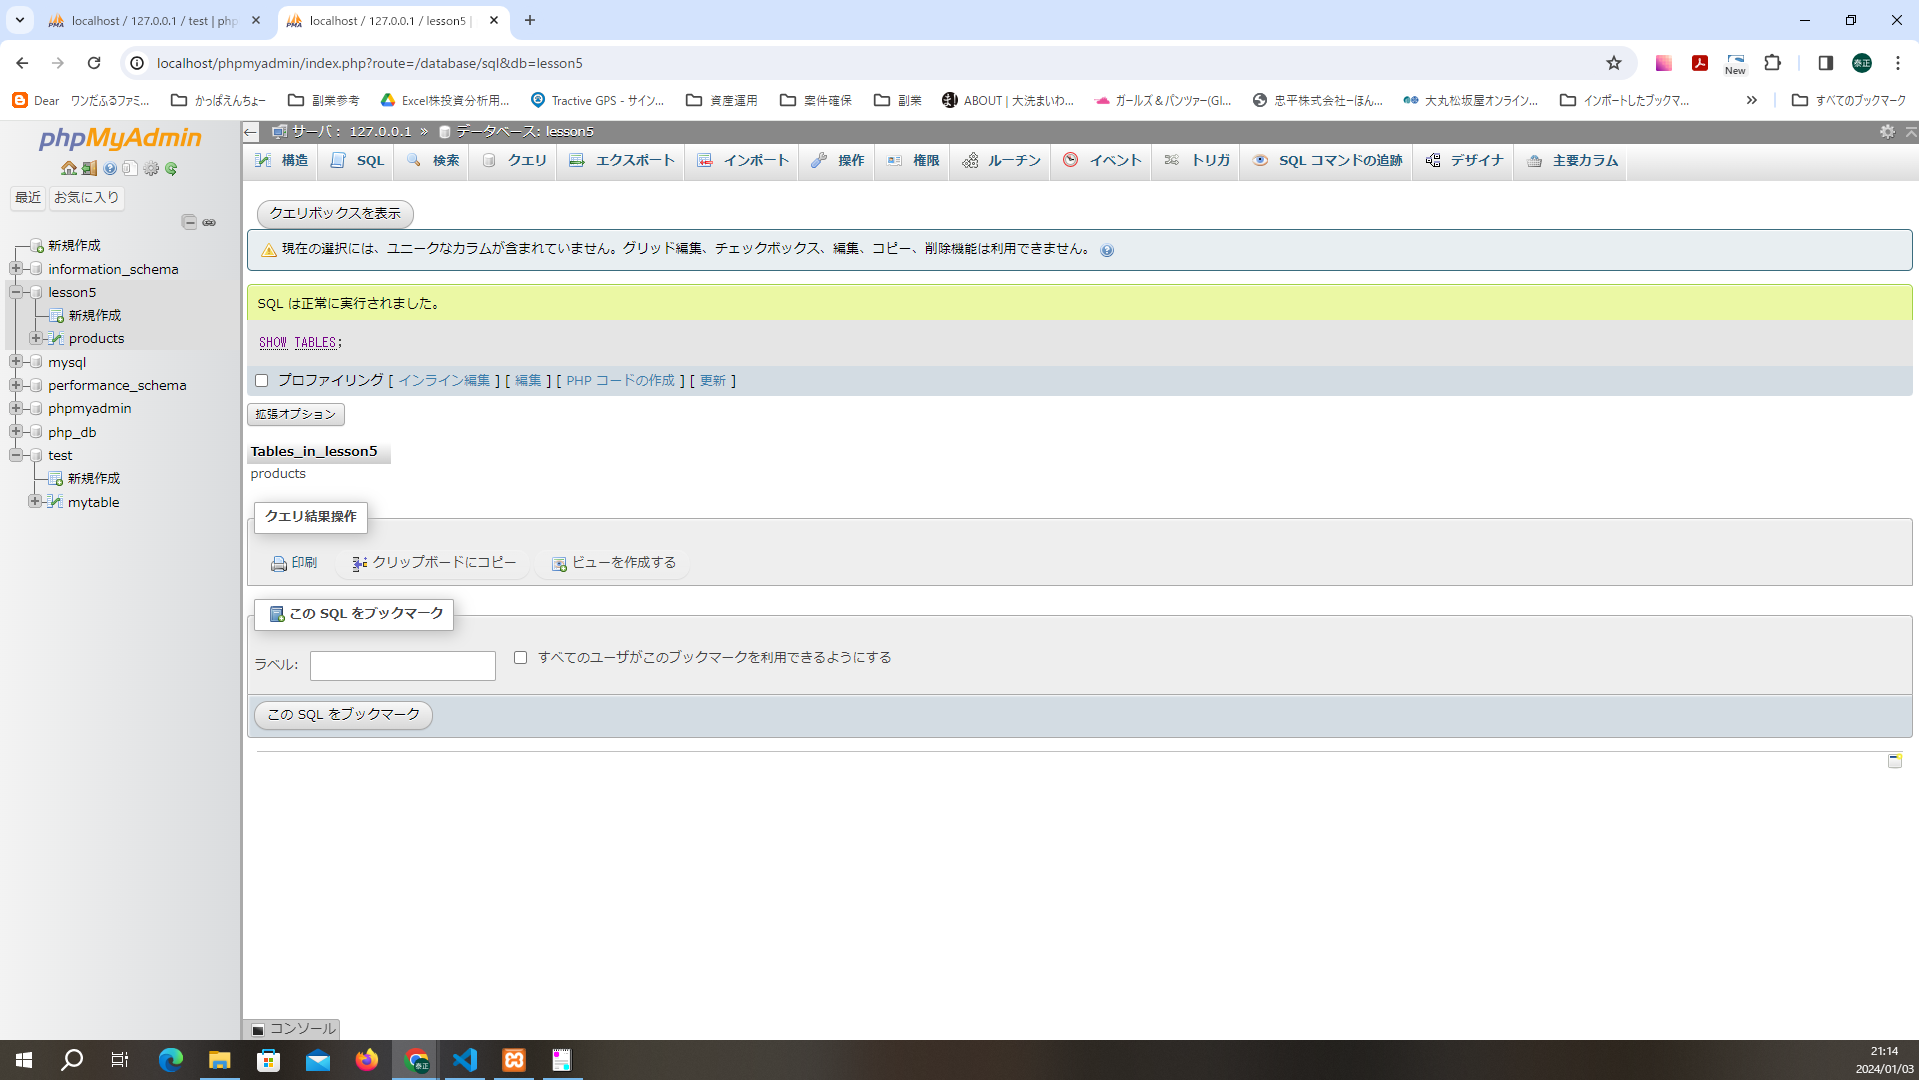 localhost / 127.0.0.1 / test | php
localhost / 127.0.0.1 / lesson5 |
localhost/phpmyadmin/index.php?route=/database/sql&db=lesson5
New
泰正
Dear ワンだふるファミ...
かっぱえんちょー
副業参考
Excel株投資分析用...
Tractive GPS - サイン...
資産運用
案件確保
副業
ABOUT | 大洗まいわ...
ガールズ&パンツァー(GI...
忠平株式会社ーほん...
大丸松坂屋オンライン...
インポートしたブックマ...
すべてのブックマーク
phpMyAdmin
最近 お気に入り
新規作成
information_schema
lesson5
新規作成
products
mysql
performance_schema
phpmyadmin
php_db
test
新規作成
mytable
サーバ: 127.0.0.1 » データベース: lesson5
構造 SQL 検索 クエリ エクスポート インポート 操作 権限 ルーチン イベント トリガ SQL コマンドの追跡 デザイナ 主要カラム
クエリボックスを表示
現在の選択には、ユニークなカラムが含まれていません。グリッド編集、チェックボックス、編集、コピー、削除機能は利用できません。
SQL は正常に実行されました。
SHOW TABLES;
プロファイリング [ インライン編集 ] [ 編集 ] [ PHP コードの作成 ] [ 更新 ]
拡張オプション
Tables_in_lesson5
products
クエリ結果操作
印刷 クリップボードにコピー ビューを作成する
この SQL をブックマーク
ラベル: すべてのユーザがこのブックマークを利用できるようにする
この SQL をブックマーク
コンソール
21:14
2024/01/03